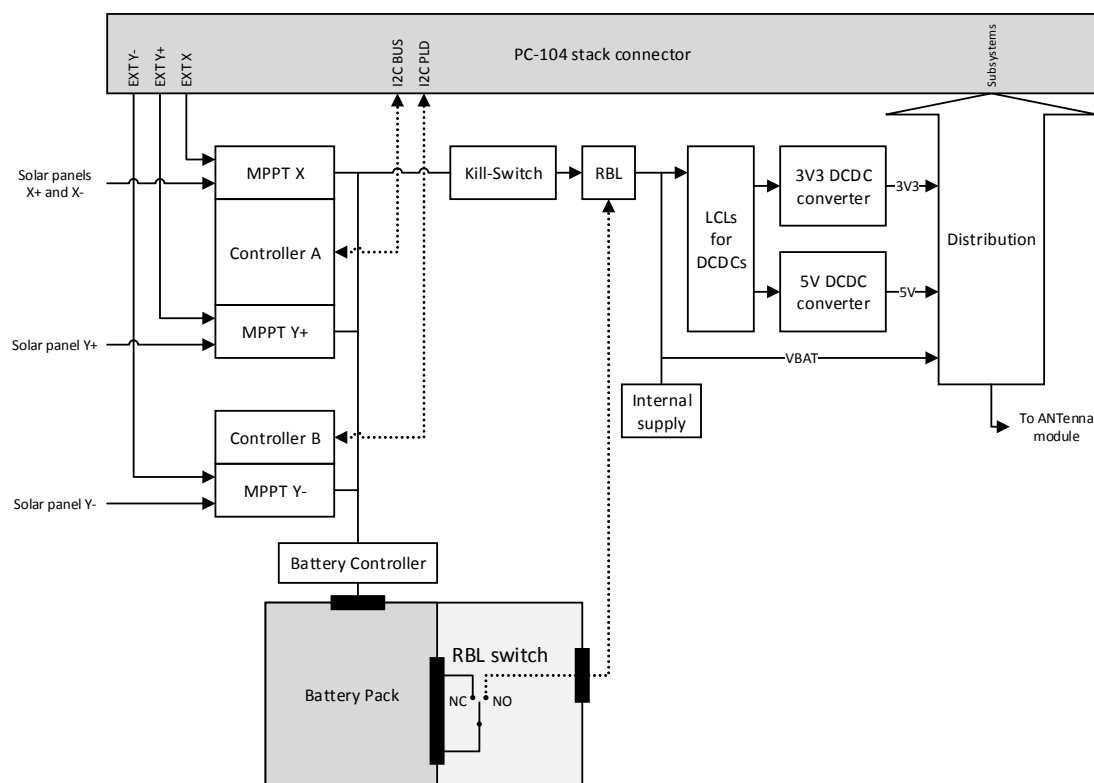 PC-104 stack connector
EXT Y-
EXT Y+
EXT X
I2C BUS
I2C PLD
Subsystems
Solar panels
X+ and X-
MPPT X
Kill-Switch
RBL
LCLs
for
DCDCs
3V3 DCDC
converter
3V3
Controller A
Distribution
5V DCDC
converter
5V
MPPT Y+
Solar panel Y+
VBAT
Internal
supply
Controller B
To ANTenna
module
MPPT Y-
Solar panel Y-
Battery Controller
RBL switch
Battery Pack
NC
NO